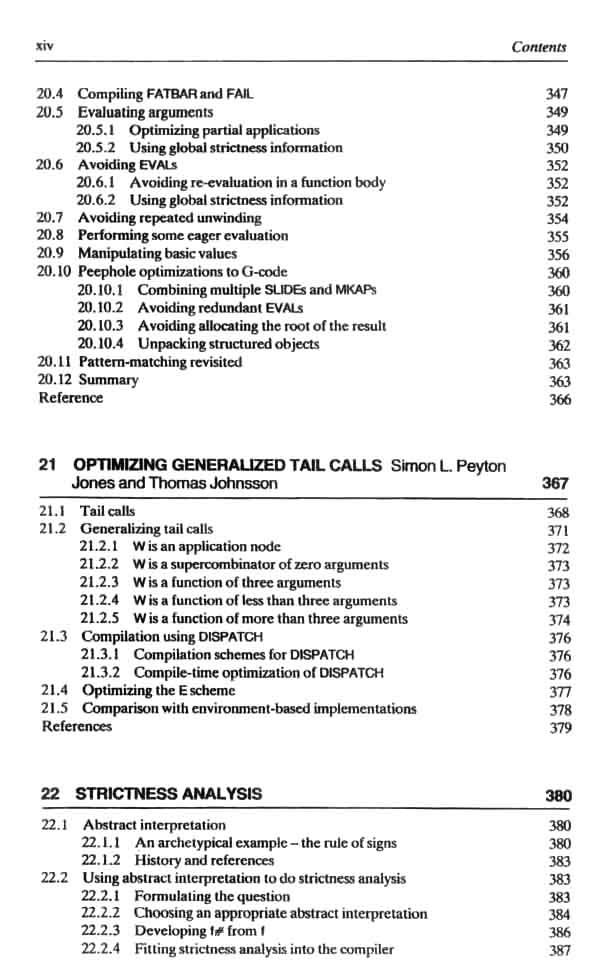 xiv Contents
20.4 Compiling FATBAR and FAIL 347
20.5 Evaluating arguments 349
20.5.1 Optimizing partial applications 349
20.5.2 Using global strictness information 350
20.6 Avoiding EVALs 352
20.6.1 Avoiding re-evaluation in a function body 352
20.6.2 Using global strictness information 352
20.7 Avoiding repeated unwinding 354
20.8 Performing some eager evaluation 355
20.9 Manipulating basic values 356
20.10 Peephole optimizations to G-code 360
20.10.1 Combining multiple SLIDEs and MKAPs 360
20.10.2 Avoiding redundant EVALs 361
20.10.3 Avoiding allocating the root of the result 361
20.10.4 Unpacking structured objects 362
20.11 Pattern-matching revisited 363
20.12 Summary 363
Reference 366
21 OPTIMIZING GENERALIZED TAIL CALLS Simon L. Peyton
Jones and Thomas Johnsson 367
21.1 Tail calls 368
21.2 Generalizing tail calls 371
21.2.1 W is an application node 372
21.2.2 W is a supercombinator of zero arguments 373
21.2.3 W is a function of three arguments 373
21.2.4 W is a function of less than three arguments 373
21.2.5 W is a function of more than three arguments 374
21.3 Compilation using DISPATCH 376
21.3.1 Compilation schemes for DISPATCH 376
21.3.2 Compile-time optimization of DISPATCH 376
21.4 Optimizing the E scheme 377
21.5 Comparison with environment-based implementations 378
References 379
22 STRICTNESS ANALYSIS 380
22.1 Abstract interpretation 380
22.1.1 An archetypical example – the rule of signs 380
22.1.2 History and references 383
22.2 Using abstract interpretation to do strictness analysis 383
22.2.1 Formulating the question 383
22.2.2 Choosing an appropriate abstract interpretation 384
22.2.3 Developing f# from f 386
22.2.4 Fitting strictness analysis into the compiler 387